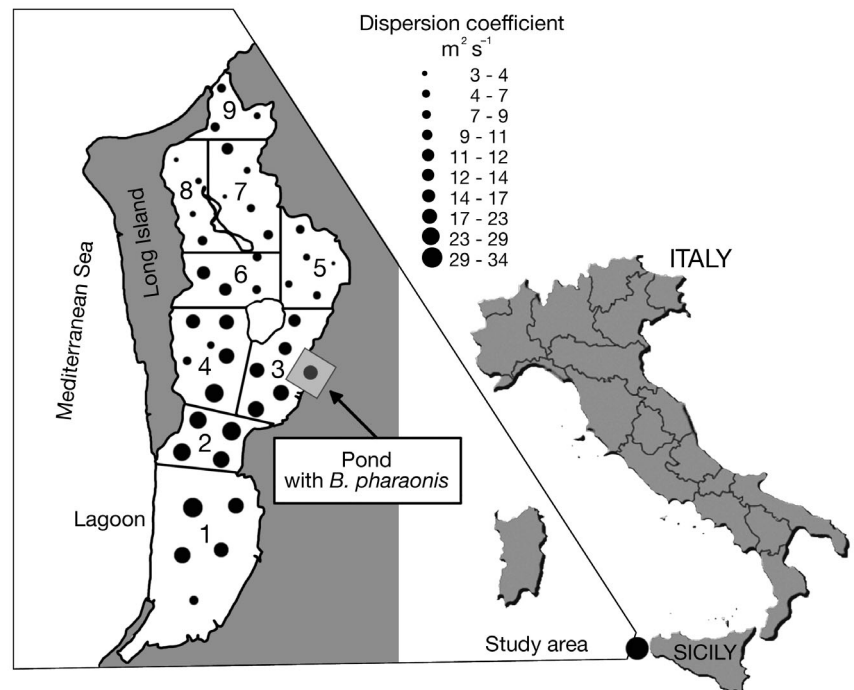 Dispersion coefficient
m² s⁻¹
3 - 4
4 - 7
7 - 9
9 - 11
11 - 12
12 - 14
14 - 17
17 - 23
23 - 29
29 - 34
Mediterranean Sea
Long Island
9
8
7
6
5
4
3
2
1
Pond
with B. pharaonis
Lagoon
ITALY
Study area
SICILY